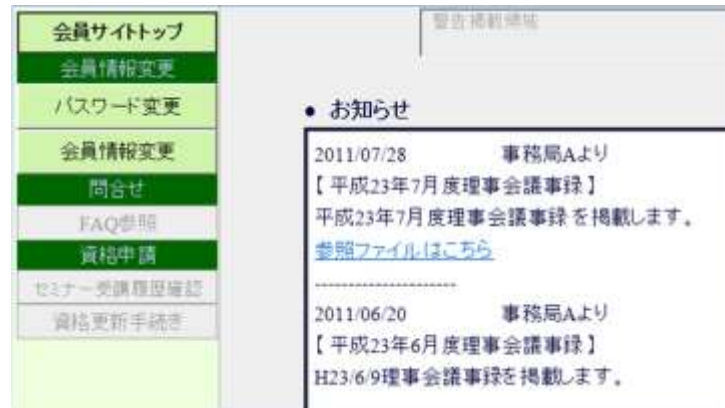 会員サイトトップ
会員情報変更
パスワード変更
会員情報変更
問合せ
FAQ参照
資格申請
セミナー受講履歴確認
資格更新手続き
警告掲載領域
● お知らせ
2011/07/28 事務局Aより
【平成23年7月度理事会議事録】
平成23年7月度理事会議事録を掲載します。
参照ファイルはこちら
----------------------
2011/06/20 事務局Aより
【平成23年6月度理事会議事録】
H23/6/9理事会議事録を掲載します。